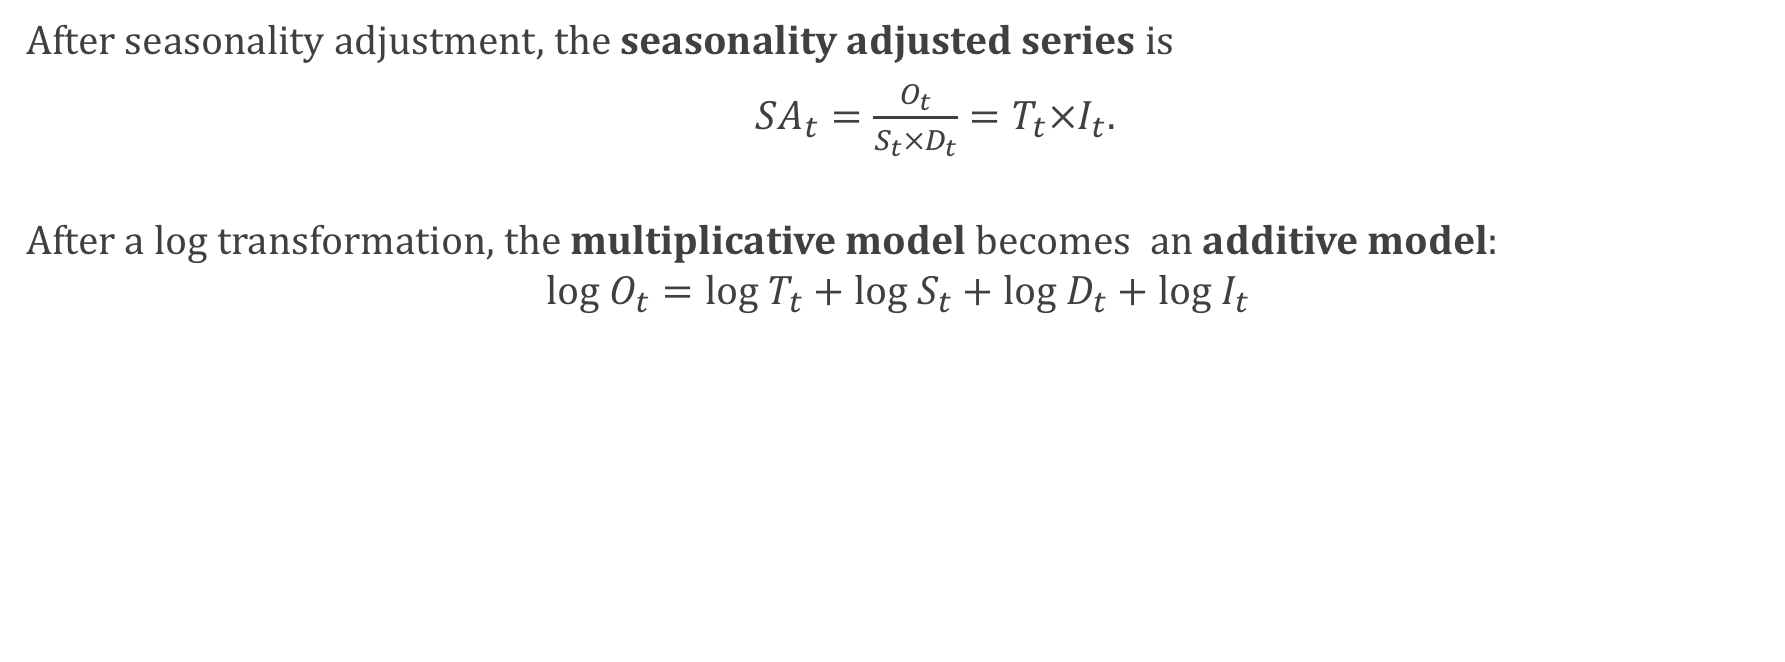 After seasonality adjustment, the seasonality adjusted series is
SA_t = \frac{O_t}{S_t×D_t} = T_t×I_t.
After a log transformation, the multiplicative model becomes  an additive model:
log O_t = log T_t + log S_t + log D_t + log I_t